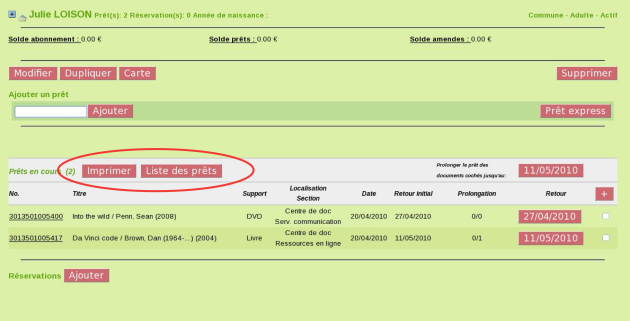 Julie LOISON Prêt(s): 2 Réservation(s): 0 Année de naissance : Commune - Adulte - Actif
Solde abonnement : 0.00 € Solde prêts : 0.00 € Solde amendes : 0.00 €
Modifier Dupliquer Carte Supprimer
Ajouter un prêt
Ajouter Prêt express
Prêts en cours (2) Imprimer Liste des prêts Prolonger le prêt des documents cochés jusqu'au: 11/05/2010
No. Titre Support Localisation Section Date Retour initial Prolongation Retour +
3013501005400 Into the wild / Penn, Sean (2008) DVD Centre de doc Serv. communication 20/04/2010 27/04/2010 0/0 27/04/2010
3013501005417 Da Vinci code / Brown, Dan (1964-...) (2004) Livre Centre de doc Ressources en ligne 20/04/2010 11/05/2010 0/1 11/05/2010
Réservations Ajouter